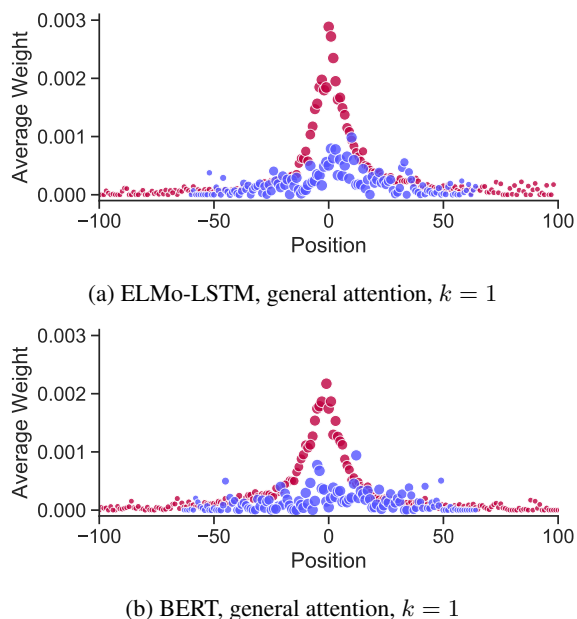 0.003
0.002
0.001
0.000
Average Weight
−100 −50 0 50 100
Position
(a) ELMo-LSTM, general attention, k = 1
0.003
0.002
0.001
0.000
Average Weight
−100 −50 0 50 100
Position
(b) BERT, general attention, k = 1